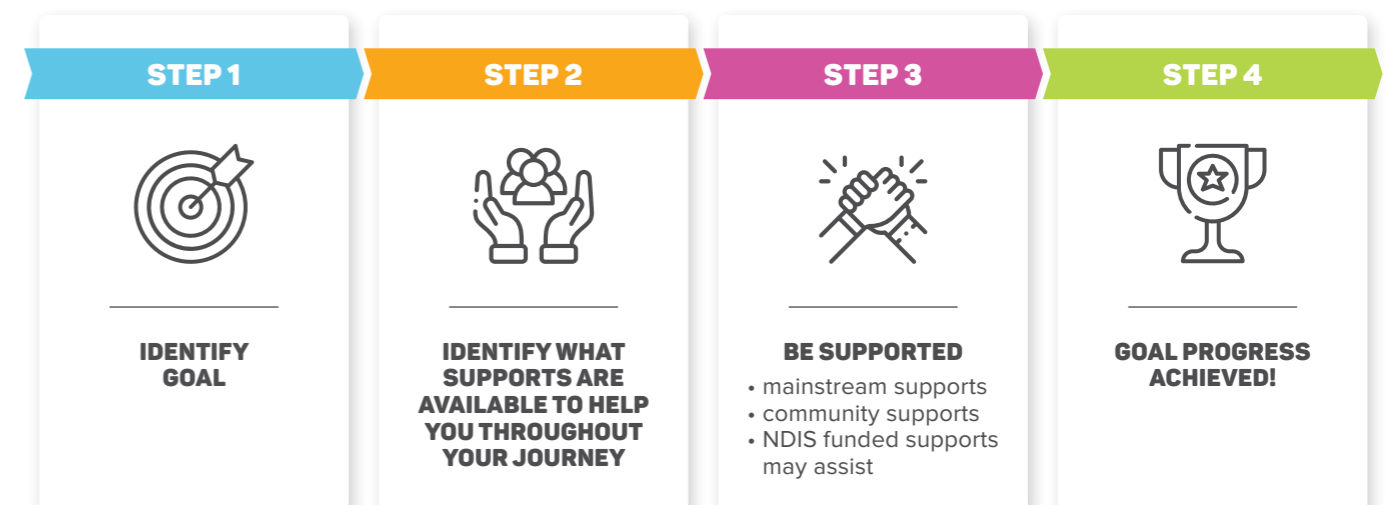 STEP 1
STEP 2
STEP 3
STEP 4
IDENTIFY
GOAL
IDENTIFY WHAT
SUPPORTS ARE
AVAILABLE TO HELP
YOU THROUGHOUT
YOUR JOURNEY
BE SUPPORTED
• mainstream supports
• community supports
• NDIS funded supports
may assist
GOAL PROGRESS
ACHIEVED!